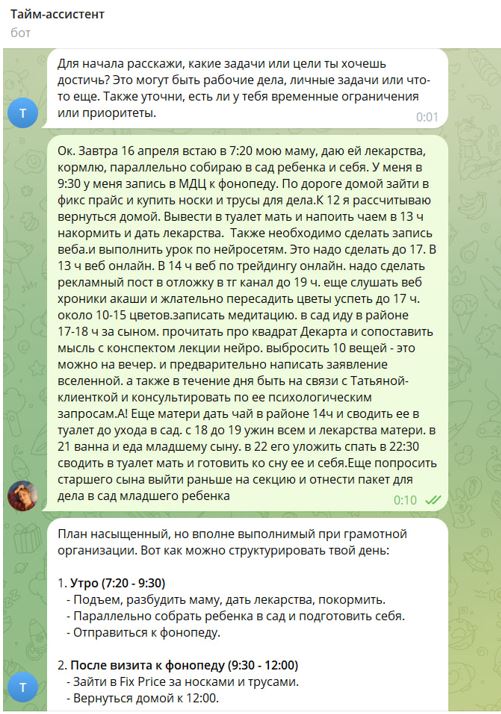 Тайм-ассистент
бот
Для начала расскажи, какие задачи или цели ты хочешь
достичь? Это могут быть рабочие дела, личные задачи или что-
то еще. Также уточни, есть ли у тебя временные ограничения
или приоритеты.
0:01
Т
Ок. Завтра 16 апреля встаю в 7:20 мою маму, даю ей лекарства,
кормлю, параллельно собираю в сад ребенка и себя. У меня в
9:30 у меня запись в МДЦ к фонопеду. По дороге домой зайти в
фикс прайс и купить носки и трусы для дела.К 12 я рассчитываю
вернуться домой. Вывести в туалет мать и напоить чаем в 13 ч
накормить и дать лекарства.  Также необходимо сделать запись
веба.и выполнить урок по нейросетям. Это надо сделать до 17. В
13 ч веб онлайн. В 14 ч веб по трейдингу онлайн. надо сделать
рекламный пост в отложку в тг канал до 19 ч. еще слушать веб
хроники акаши и жлательно пересадить цветы успеть до 17 ч.
около 10-15 цветов.записать медитацию. в сад иду в районе
17-18 ч за сыном. прочитать про квадрат Декарта и сопоставить
мысль с конспектом лекции нейро. выбросить 10 вещей - это
можно на вечер. и предварительно написать заявление
вселенной. а также в течение дня быть на связи с Татьяной-
клиенткой и консультировать по ее психологическим
запросам.А! Еще матери дать чай в районе 14ч и сводить ее в
туалет до ухода в сад. с 18 до 19 ужин всем и лекарства матери. в
21 ванна и еда младшему сыну. в 22 его уложить спать в 22:30
сводить в туалет мать и готовить ко сну ее и себя.Еще попросить
старшего сына выйти раньше на секцию и отнести пакет для
дела в сад младшего ребенка
0:10
План насыщенный, но вполне выполнимый при грамотной
организации. Вот как можно структурировать твой день:
1. Утро (7:20 - 9:30)
- Подъем, разбудить маму, дать лекарства, покормить.
- Параллельно собрать ребенка в сад и подготовить себя.
- Отправиться к фонопеду.
2. После визита к фонопеду (9:30 - 12:00)
- Зайти в Fix Price за носками и трусами.
- Вернуться домой к 12:00.
Т